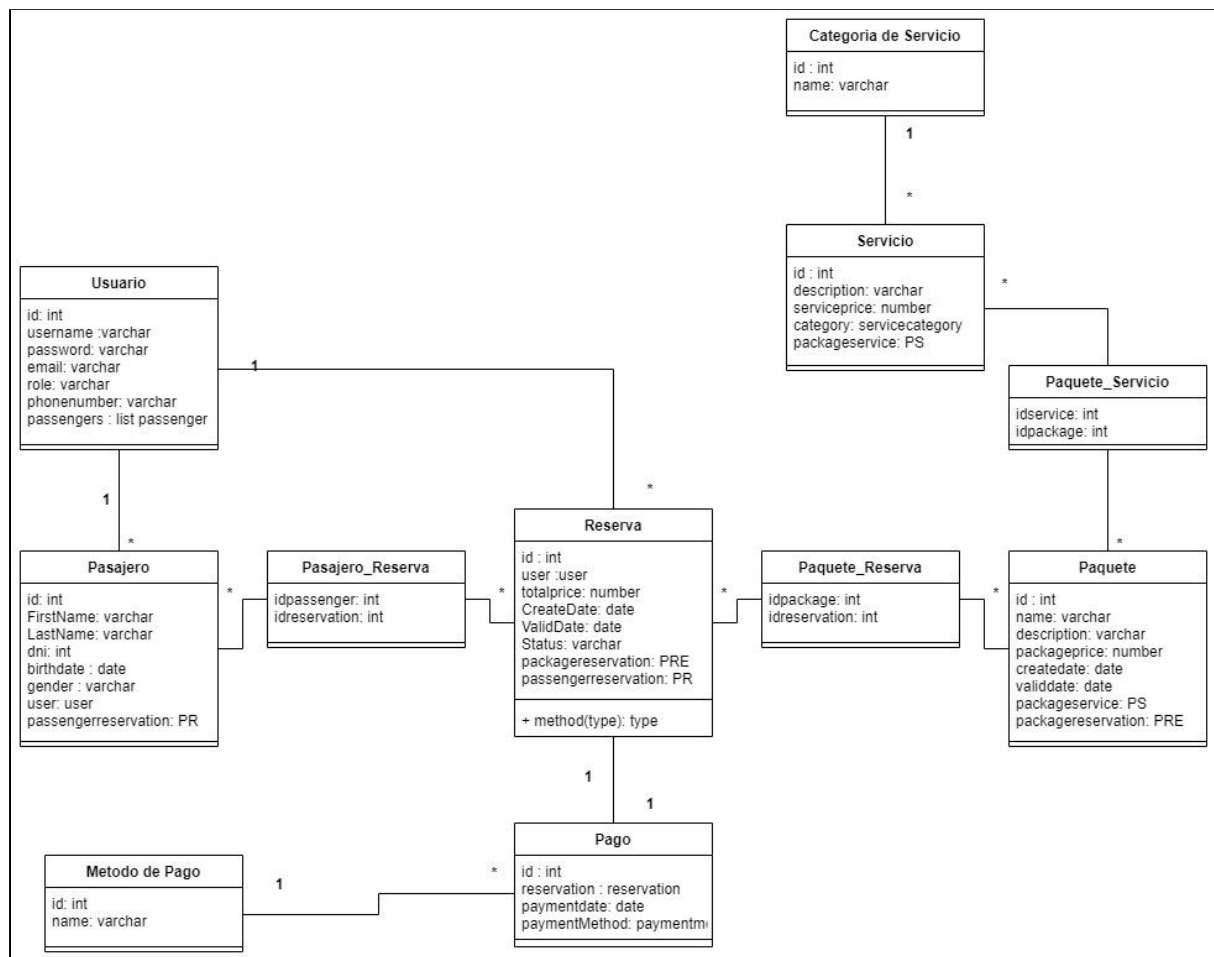 Categoria de Servicio
id : int
name: varchar
1
*
Servicio
id : int
description: varchar
serviceprice: number
category: servicecategory
packageservice: PS
*
Usuario
id: int
username :varchar
password: varchar
email: varchar
role: varchar
phonenumber: varchar
passengers : list passenger
1
Paquete_Servicio
idservice: int
idpackage: int
1
*
*
*
Pasajero
id: int
FirstName: varchar
LastName: varchar
dni: int
birthdate : date
gender : varchar
user: user
passengerreservation: PR
*
Pasajero_Reserva
idpassenger: int
idreservation: int
*
Reserva
id : int
user :user
totalprice: number
CreateDate: date
ValidDate: date
Status: varchar
packagereservation: PRE
passengerreservation: PR
+ method(type): type
*
Paquete_Reserva
idpackage: int
idreservation: int
*
Paquete
id : int
name: varchar
description: varchar
packageprice: number
createdate: date
validdate: date
packageservice: PS
packagereservation: PRE
1
1
Metodo de Pago
id: int
name: varchar
1
*
Pago
id : int
reservation : reservation
paymentdate: date
paymentMethod: